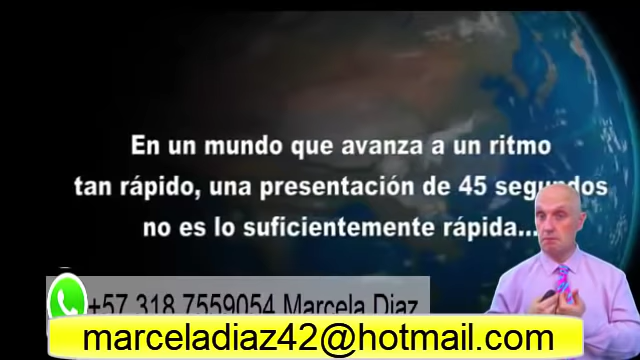 En un mundo que avanza a un ritmo
tan rápido, una presentación de 45 segundos
no es lo suficientemente rápida...
+57 318 7559054 Marcela Diaz
marceladiaz42@hotmail.com